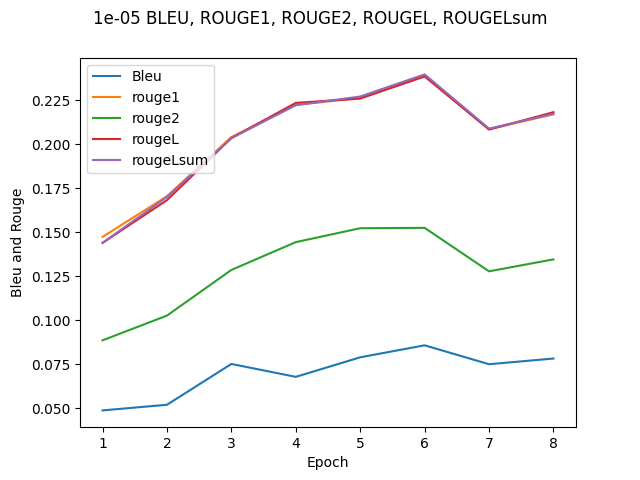 1e-05 BLEU, ROUGE1, ROUGE2, ROUGEL, ROUGELsum
Bleu
rouge1
rouge2
rougeL
rougeLsum
Bleu and Rouge
0.225
0.200
0.175
0.150
0.125
0.100
0.075
0.050
1 2 3 4 5 6 7 8
Epoch